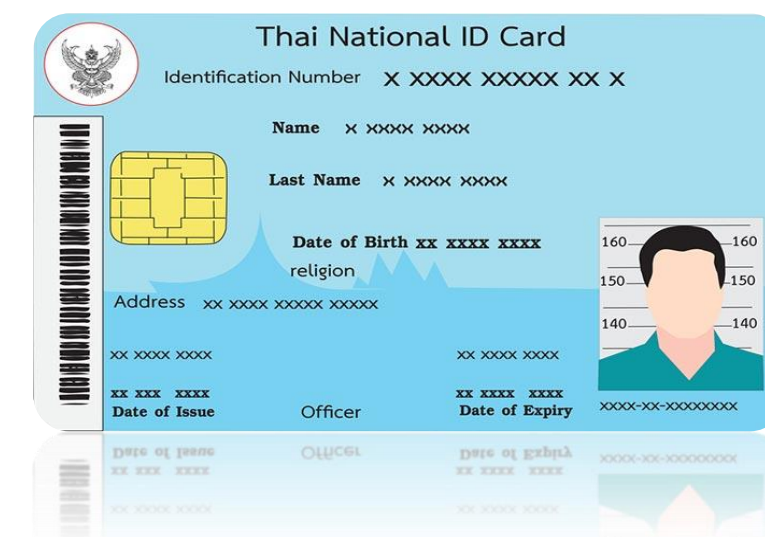 Thai National ID Card
Identification Number X XXXX XXXXX XX X
Name X XXXX XXXX
Last Name X XXXX XXXX
Date of Birth xx xxxx xxxx
religion
160 160
150 150
140 140
Address xx xxxx xxxxx xxxxx
xx xxxx xxxx xx xxxx xxxx
xx xxx xxxx xx xxxx xxxx
Date of Issue Officer Date of Expiry xxxx-xx-xxxxxxxx